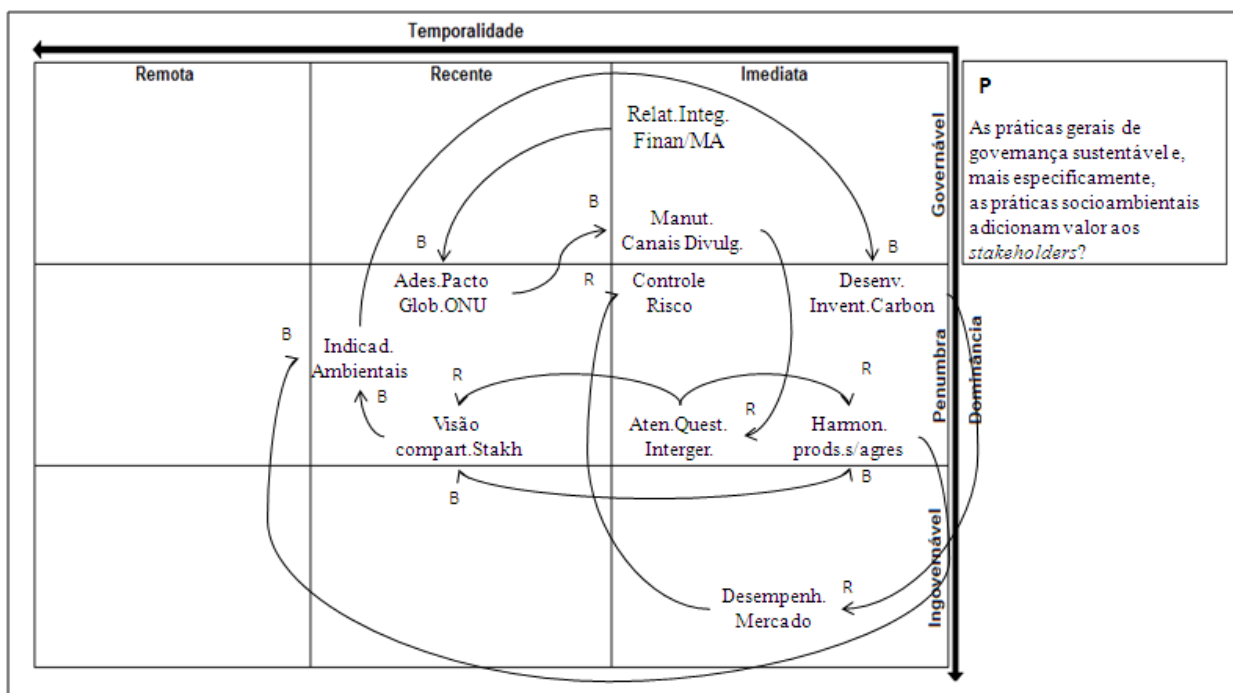 Temporalidade
Remota
Recente
Imediata
P
As práticas gerais de
governança sustentável e,
mais especificamente,
as práticas socioambientais
adicionam valor aos
stakeholders?
Governável
Relat.Integ.
Finan/MA
B
Manut.
Canais Divulg.
B
B
Ades.Pacto
Glob.ONU
R
Controle
Risco
Desenv.
Invent.Carbon
Penumbra
Dominância
B
Indicad.
Ambientais
B
R
R
Visão
compart.Stakh
Aten.Quest.
Interger.
R
Harmon.
prods.s/agres
B
B
Ingovernável
Desempenh.
Mercado
R